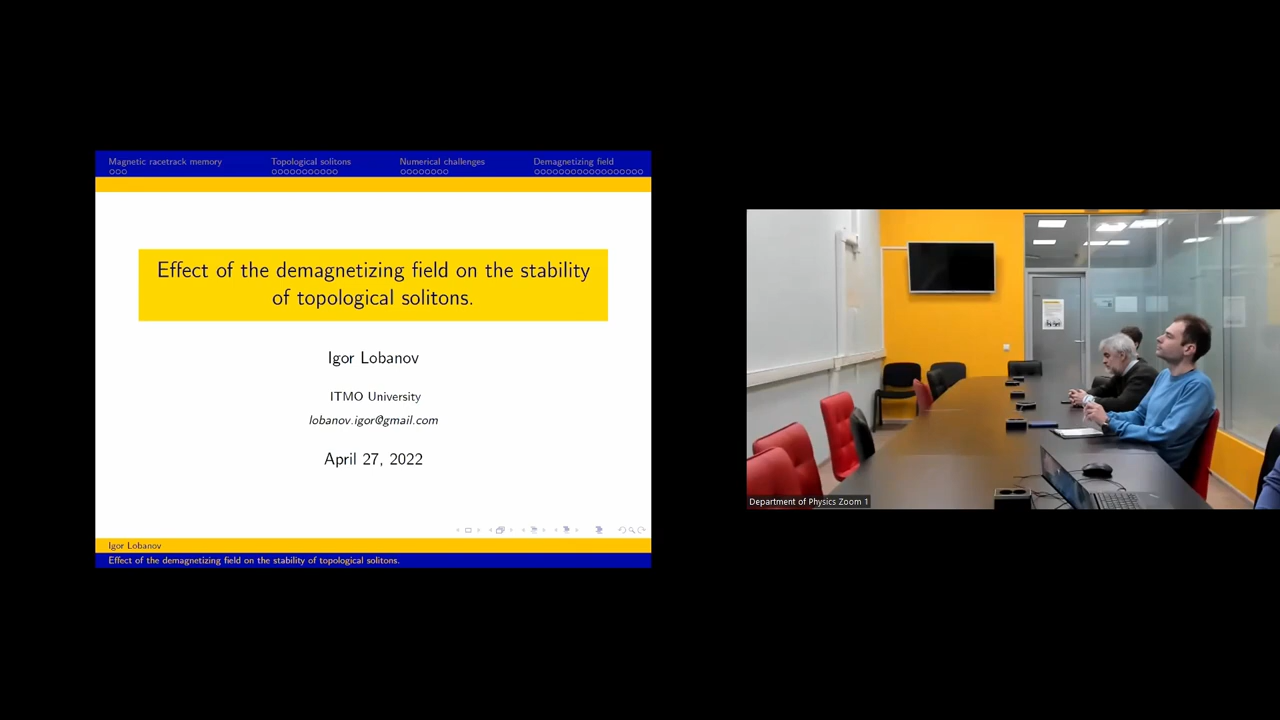 Magnetic racetrack memory
Topological solitons
Numerical challenges
Demagnetizing field
Effect of the demagnetizing field on the stability
of topological solitons.
Igor Lobanov
ITMO University
lobanov.igor@gmail.com
April 27, 2022
Igor Lobanov
Effect of the demagnetizing field on the stability of topological solitons.
Department of Physics Zoom 1